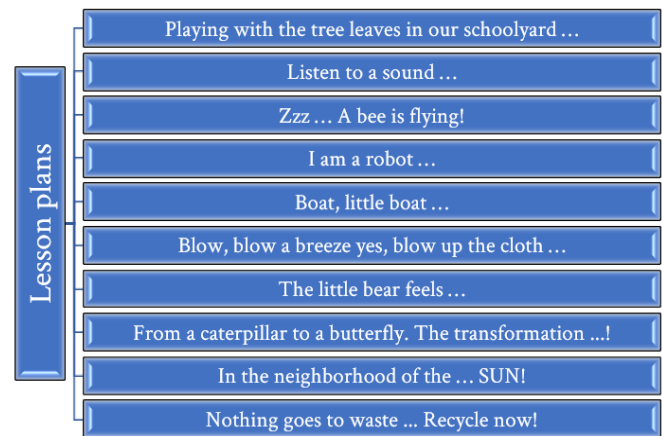 Lesson plans
Playing with the tree leaves in our schoolyard …
Listen to a sound …
Zzz … A bee is flying!
I am a robot …
Boat, little boat …
Blow, blow a breeze yes, blow up the cloth …
The little bear feels …
From a caterpillar to a butterfly. The transformation ...!
In the neighborhood of the … SUN!
Nothing goes to waste ... Recycle now!